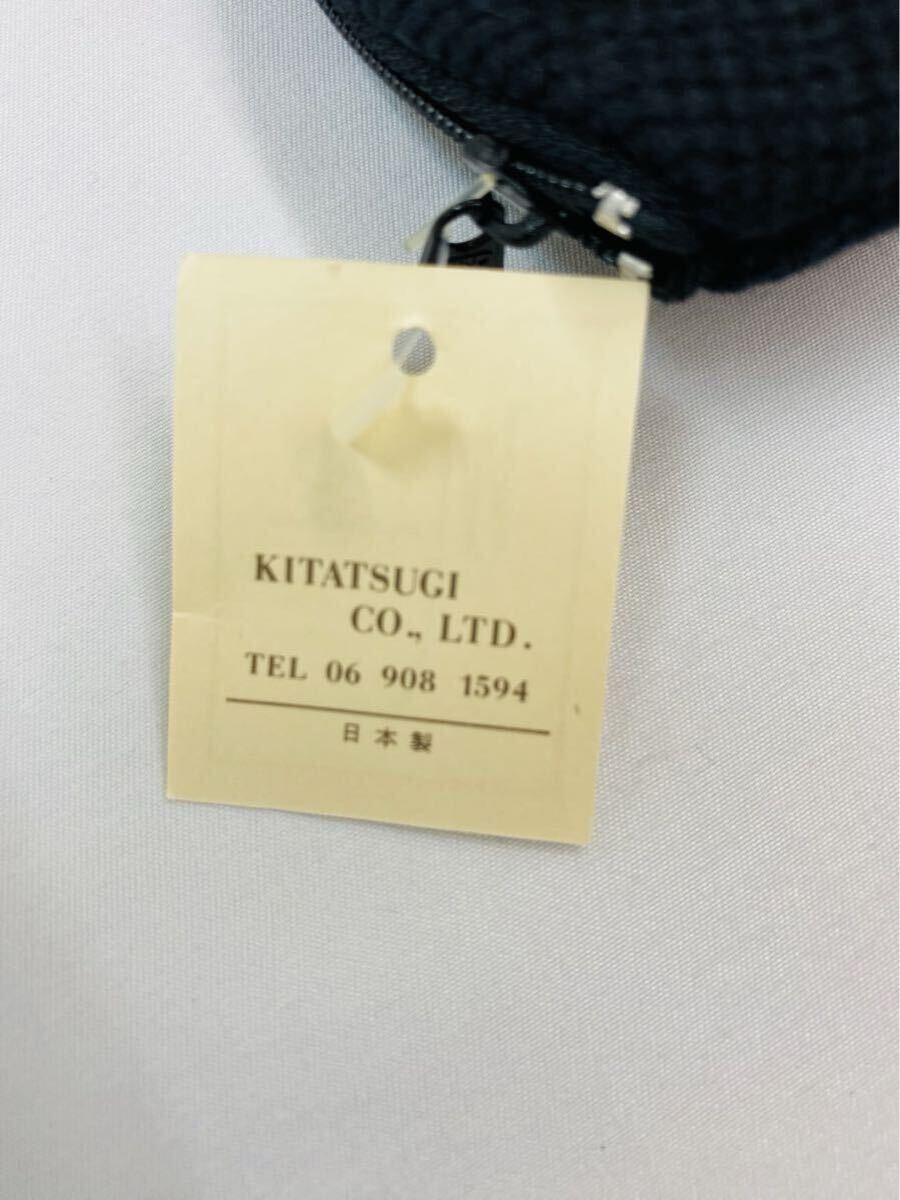 KITATSUGI
CO., LTD.
TEL 06 908 1594
日本製